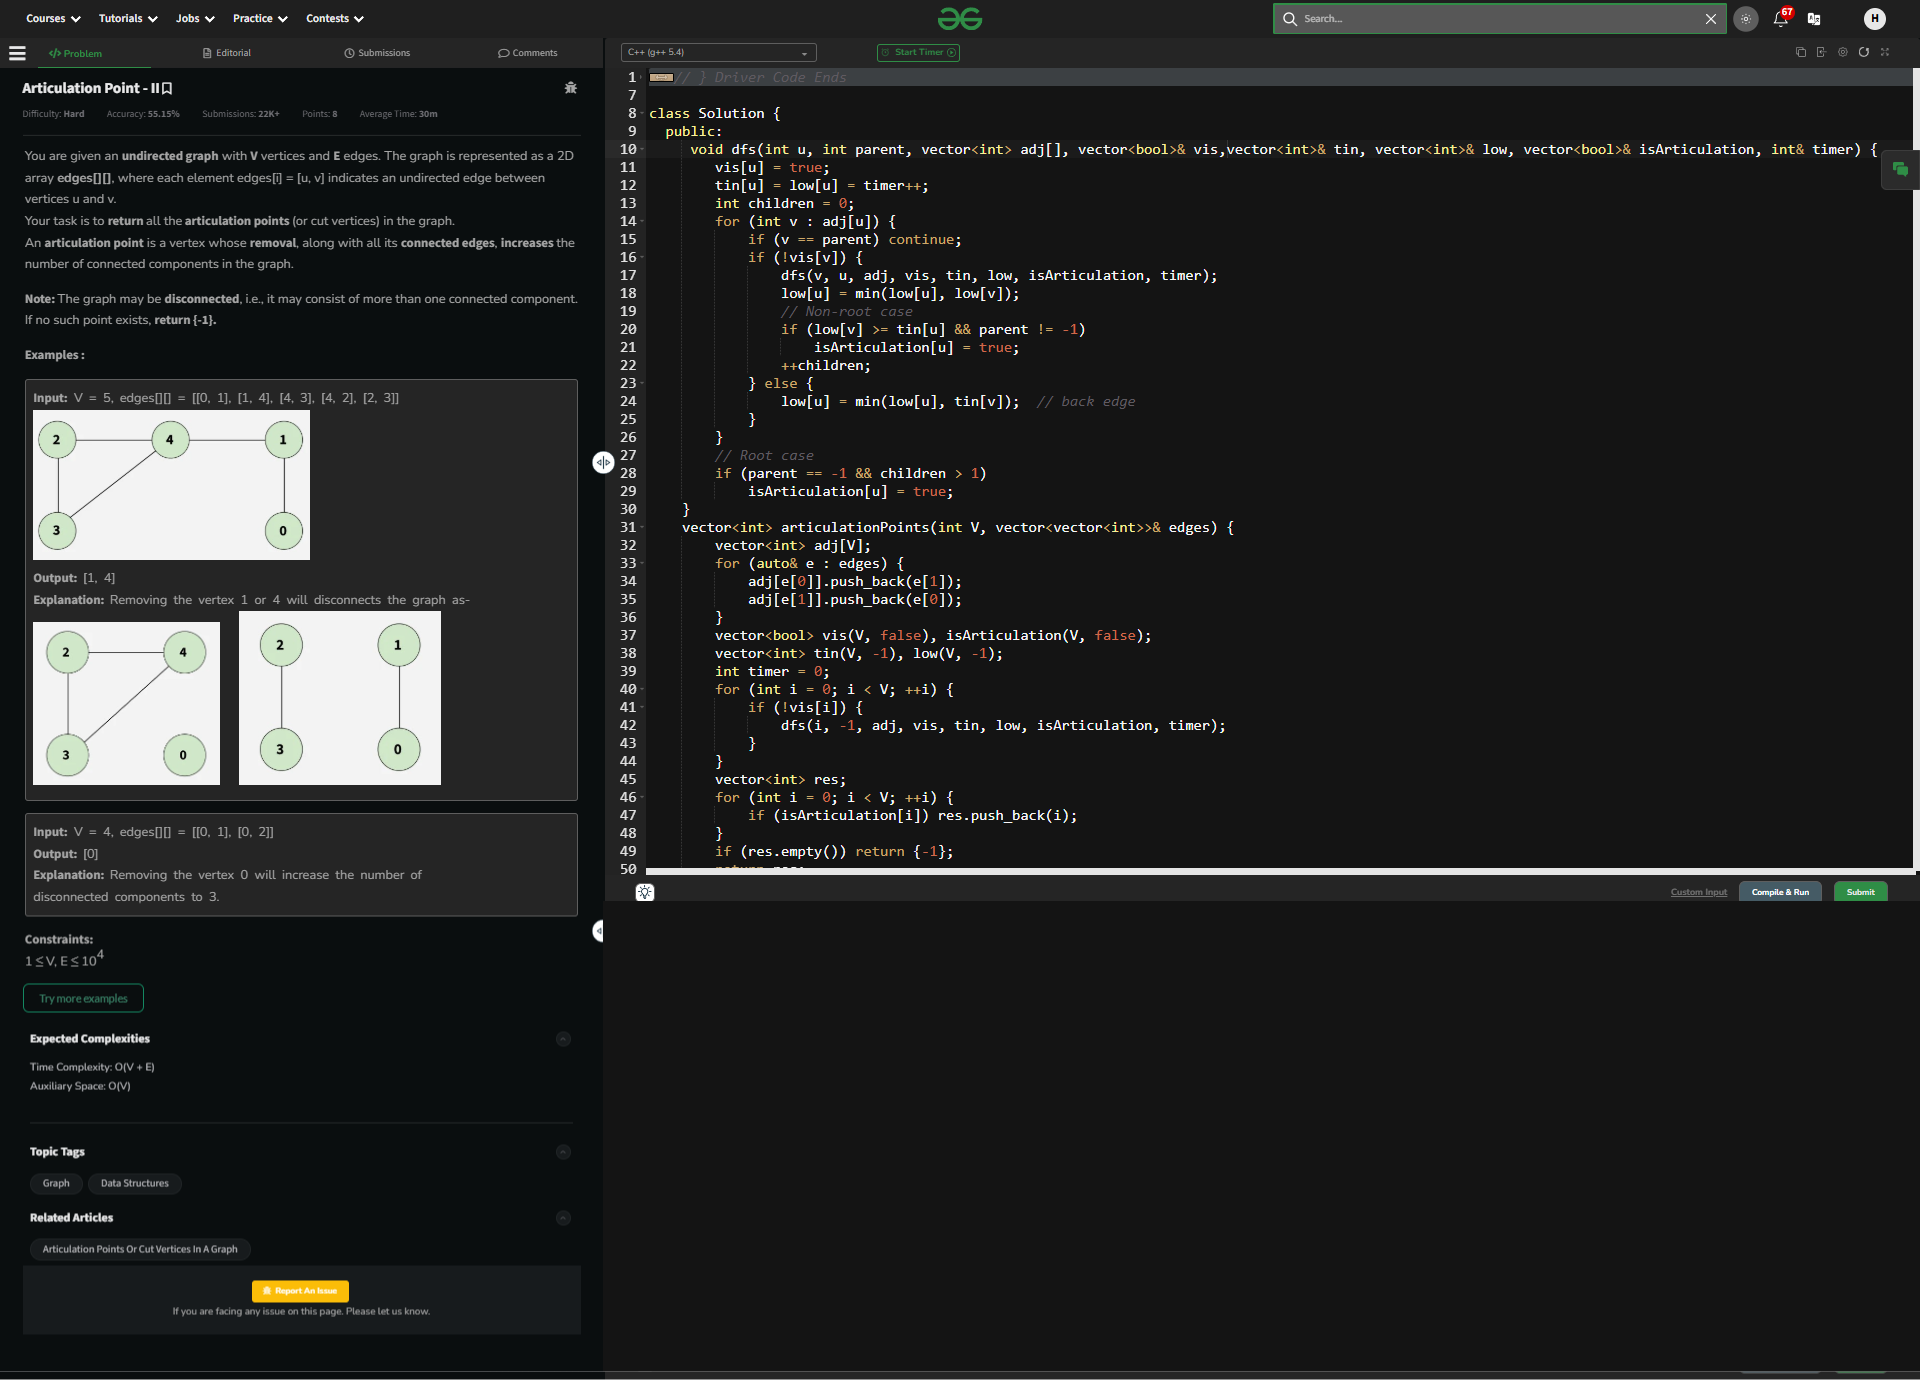 Courses Tutorials Jobs Practice Contests
Search...
67
H
Problem Editorial Submissions Comments
C++ (g++ 5.4)
Start Timer
Articulation Point - II
Difficulty: Hard Accuracy: 55.15% Submissions: 22K+ Points: 8 Average Time: 30m
You are given an undirected graph with V vertices and E edges. The graph is represented as a 2D
array edges[][], where each element edges[i] = [u, v] indicates an undirected edge between
vertices u and v.
Your task is to return all the articulation points (or cut vertices) in the graph.
An articulation point is a vertex whose removal, along with all its connected edges, increases the
number of connected components in the graph.
Note: The graph may be disconnected, i.e., it may consist of more than one connected component.
If no such point exists, return {-1}.
Examples :
Input: V = 5, edges[][] = [[0, 1], [1, 4], [4, 3], [4, 2], [2, 3]]
2 4 1
3 0
Output: [1, 4]
Explanation: Removing the vertex 1 or 4 will disconnects the graph as-
2 4
3 0
2 1
3 0
Input: V = 4, edges[][] = [[0, 1], [0, 2]]
Output: [0]
Explanation: Removing the vertex 0 will increase the number of
disconnected components to 3.
Constraints:
1 ≤ V, E ≤ 10^4
Try more examples
Expected Complexities
Time Complexity: O(V + E)
Auxiliary Space: O(V)
Topic Tags
Graph Data Structures
Related Articles
Articulation Points Or Cut Vertices In A Graph
Report An Issue
If you are facing any issue on this page. Please let us know.
1 // } Driver Code Ends
7
8 class Solution {
9 public:
10 void dfs(int u, int parent, vector<int> adj[], vector<bool>& vis,vector<int>& tin, vector<int>& low, vector<bool>& isArticulation, int& timer) {
11 vis[u] = true;
12 tin[u] = low[u] = timer++;
13 int children = 0;
14 for (int v : adj[u]) {
15 if (v == parent) continue;
16 if (!vis[v]) {
17 dfs(v, u, adj, vis, tin, low, isArticulation, timer);
18 low[u] = min(low[u], low[v]);
19 // Non-root case
20 if (low[v] >= tin[u] && parent != -1)
21 isArticulation[u] = true;
22 ++children;
23 } else {
24 low[u] = min(low[u], tin[v]); // back edge
25 }
26 }
27 // Root case
28 if (parent == -1 && children > 1)
29 isArticulation[u] = true;
30 }
31 vector<int> articulationPoints(int V, vector<vector<int>>& edges) {
32 vector<int> adj[V];
33 for (auto& e : edges) {
34 adj[e[0]].push_back(e[1]);
35 adj[e[1]].push_back(e[0]);
36 }
37 vector<bool> vis(V, false), isArticulation(V, false);
38 vector<int> tin(V, -1), low(V, -1);
39 int timer = 0;
40 for (int i = 0; i < V; ++i) {
41 if (!vis[i]) {
42 dfs(i, -1, adj, vis, tin, low, isArticulation, timer);
43 }
44 }
45 vector<int> res;
46 for (int i = 0; i < V; ++i) {
47 if (isArticulation[i]) res.push_back(i);
48 }
49 if (res.empty()) return {-1};
50
Custom Input Compile & Run Submit